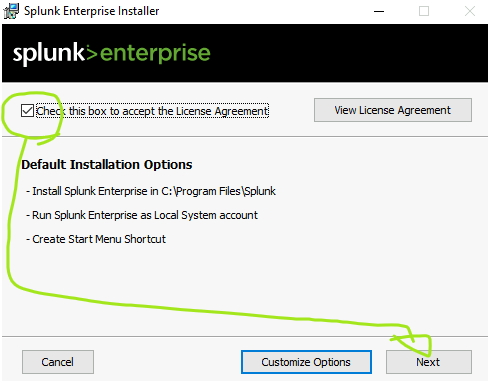 Splunk Enterprise Installer
splunk>enterprise
Check this box to accept the License Agreement
View License Agreement
Default Installation Options
- Install Splunk Enterprise in C:\Program Files\Splunk
- Run Splunk Enterprise as Local System account
- Create Start Menu Shortcut
Cancel
Customize Options
Next